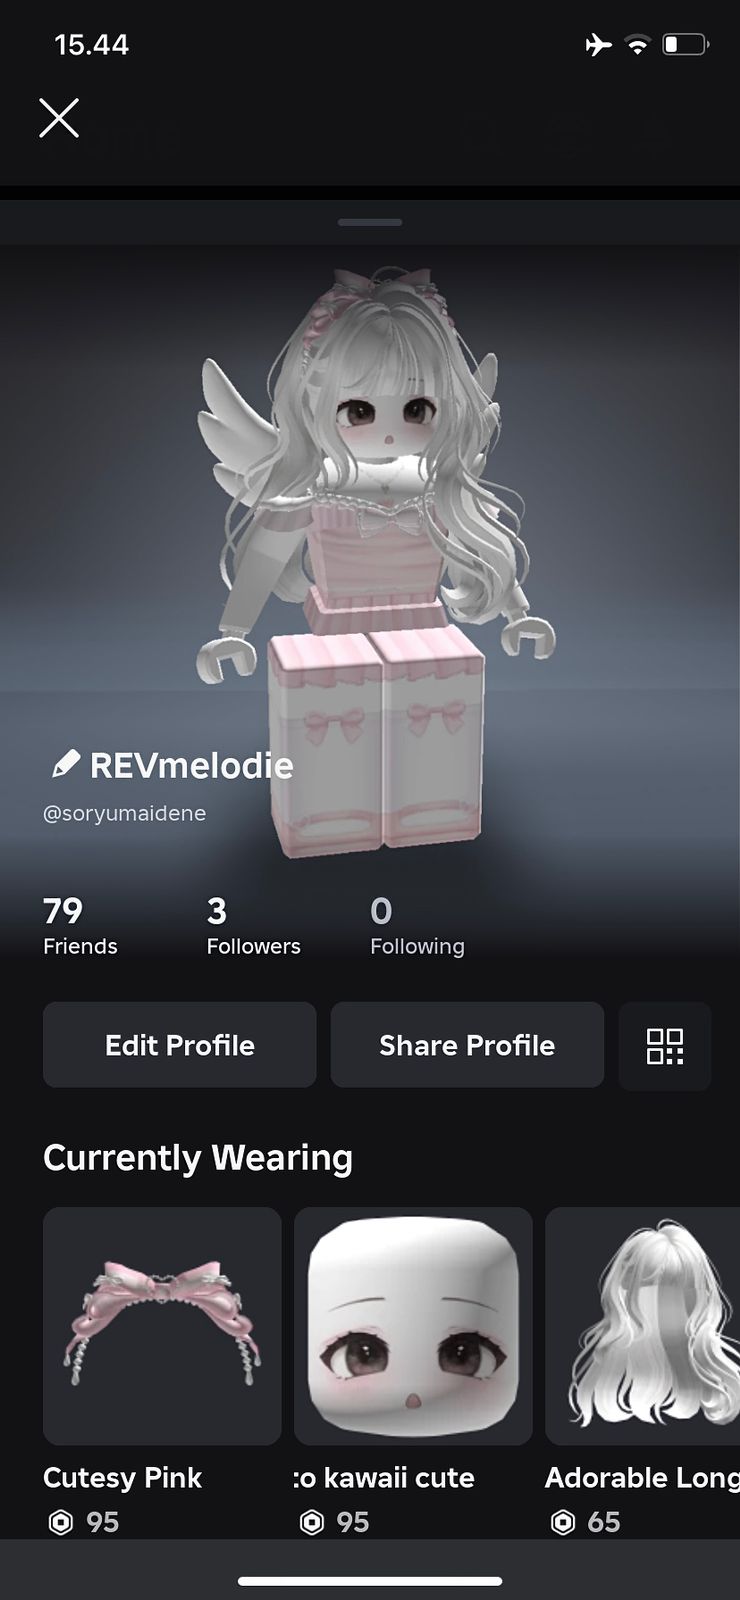 15.44
REVmelodie
@soryumaidene
79
Friends
3
Followers
0
Following
Edit Profile
Share Profile
Currently Wearing
Cutesy Pink
:o kawaii cute
Adorable Long
95
95
65